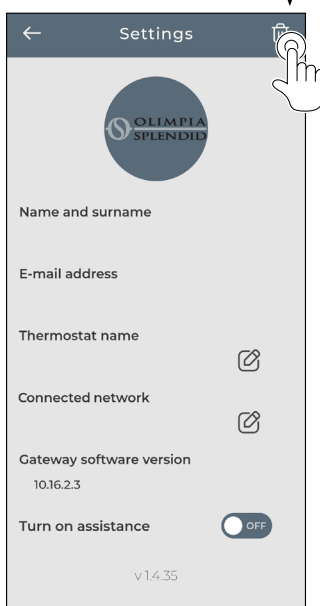 Settings
OLIMPIA
SPLENDID
Name and surname
E-mail address
Thermostat name
Connected network
Gateway software version
10.16.2.3
Turn on assistance
OFF
v 1.4.35